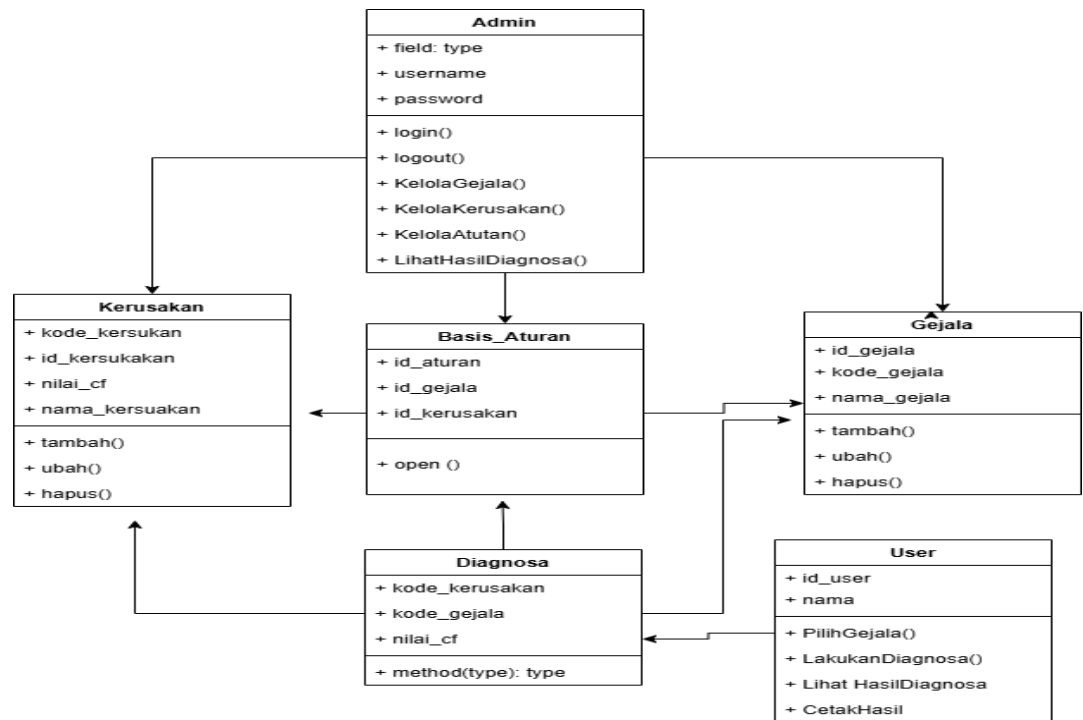 Admin
+ field: type
+ username
+ password
+ login()
+ logout()
+ KelolaGejala()
+ KelolaKerusakan()
+ KelolaAtutan()
+ LihatHasilDiagnosa()
Kerusakan
+ kode_kersukan
+ id_kersukakan
+ nilai_cf
+ nama_kersuakan
+ tambah()
+ ubah()
+ hapus()
Basis_Aturan
+ id_aturan
+ id_gejala
+ id_kerusakan
+ open ()
Gejala
+ id_gejala
+ kode_gejala
+ nama_gejala
+ tambah()
+ ubah()
+ hapus()
Diagnosa
+ kode_kerusakan
+ kode_gejala
+ nilai_cf
+ method(type): type
User
+ id_user
+ nama
+ PilihGejala()
+ LakukanDiagnosa()
+ Lihat HasilDiagnosa
+ CetakHasil